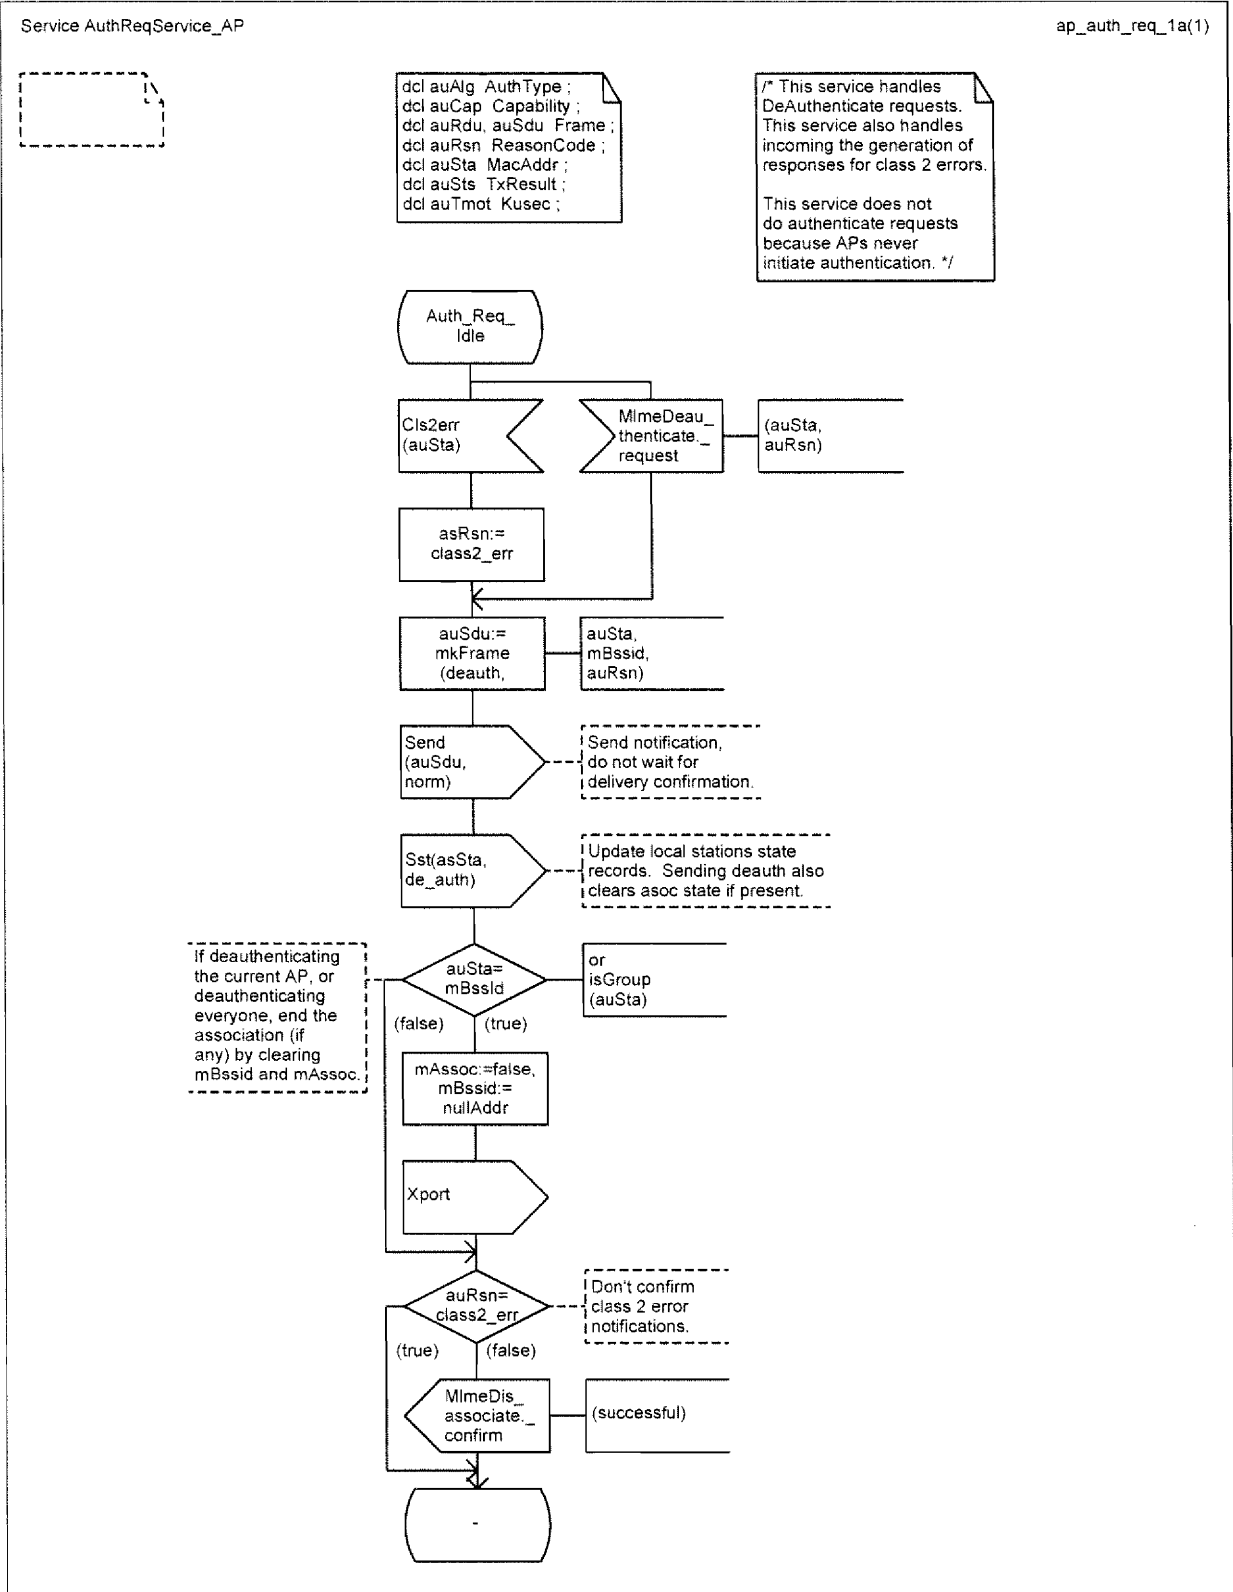 Service AuthReqService_AP
ap_auth_req_1a(1)
dcl auAlg AuthType ;
dcl auCap Capability ;
dcl auRdu, auSdu Frame ;
dcl auRsn ReasonCode ;
dcl auSta MacAddr ;
dcl auSts TxResult ;
dcl auTmot Kusec ;
/* This service handles
DeAuthenticate requests.
This service also handles
incoming the generation of
responses for class 2 errors.
This service does not
do authenticate requests
because APs never
initiate authentication. */
Auth_Req_
Idle
Cls2err
(auSta)
MlmeDeau_
thenticate._
request
(auSta,
auRsn)
asRsn:=
class2_err
auSdu:=
mkFrame
(deauth,
auSta,
mBssid,
auRsn)
Send
(auSdu,
norm)
Send notification,
do not wait for
delivery confirmation.
Sst(asSta,
de_auth)
Update local stations state
records. Sending deauth also
clears asoc state if present.
If deauthenticating
the current AP, or
deauthenticating
everyone, end the
association (if
any) by clearing
mBssid and mAssoc.
auSta=
mBssId
or
isGroup
(auSta)
(false)
(true)
mAssoc:=false,
mBssid:=
nullAddr
Xport
auRsn=
class2_err
Don't confirm
class 2 error
notifications.
(true)
(false)
MlmeDis_
associate._
confirm
(successful)
-